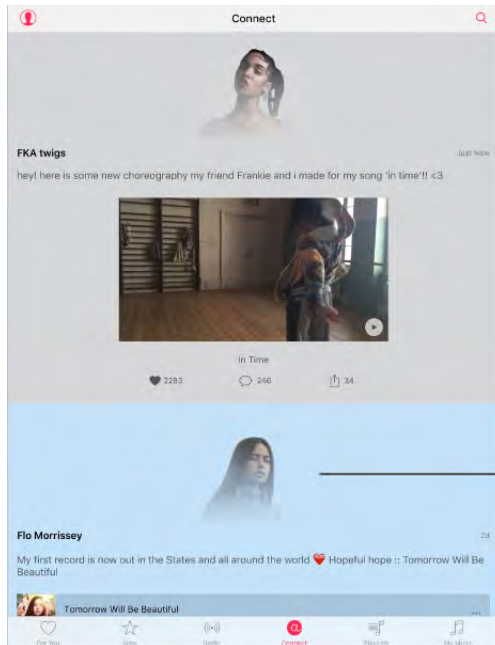 Connect
FKA twigs
Just Now
hey! here is some new choreography my friend Frankie and i made for my song 'in time'!! <3
In Time
2283
246
34
Flo Morrissey
2d
My first record is now out in the States and all around the world ❤️ Hopeful hope :: Tomorrow Will Be
Beautiful
Tomorrow Will Be Beautiful
...
For You
New
Radio
Connect
Playlists
My Music